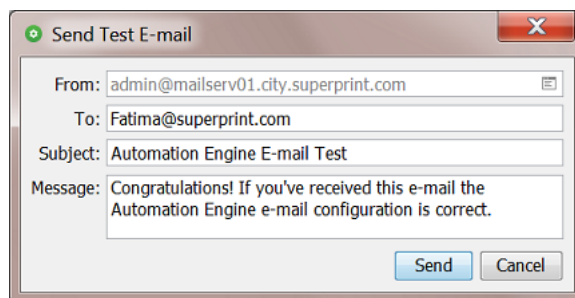 Send Test E-mail
From: admin@mailserv01.city.superprint.com
To: Fatima@superprint.com
Subject: Automation Engine E-mail Test
Message: Congratulations! If you've received this e-mail the
Automation Engine e-mail configuration is correct.
Send Cancel